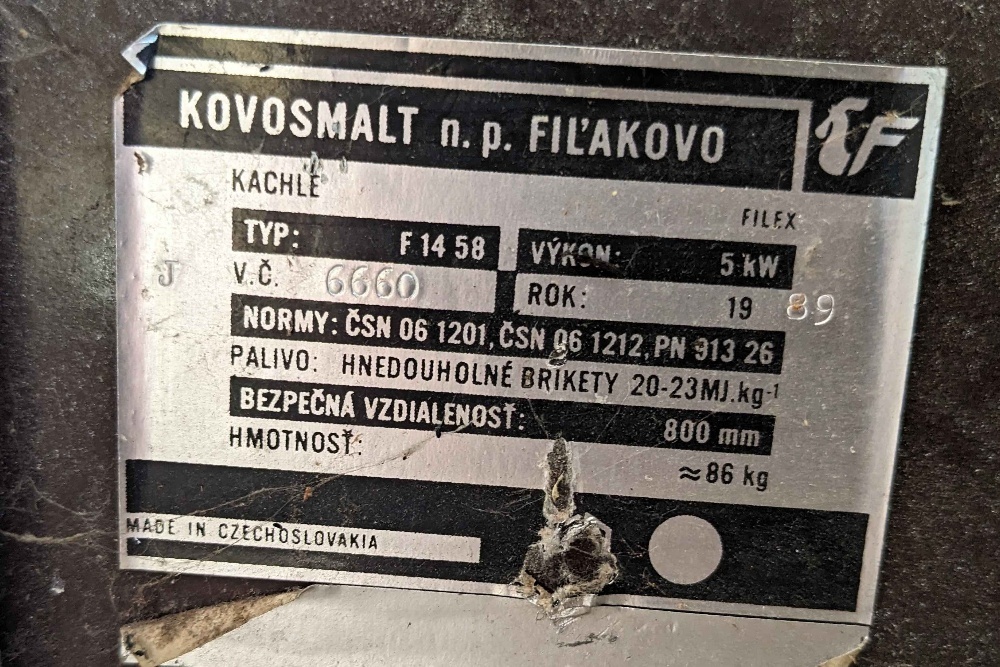 KOVOSMALT n. p. FIĽAKOVO
F
KACHLE
FILEX
TYP: F 14 58 VÝKON: 5 kW
J V.Č. 6660 ROK: 19 89
NORMY: ČSN 06 1201, ČSN 06 1212, PN 913 26
PALIVO: HNEDOUHOLNÉ BRIKETY 20-23MJ.kg⁻¹
BEZPEČNÁ VZDIALENOSŤ: 800 mm
HMOTNOSŤ: ≈86 kg
MADE IN CZECHOSLOVAKIA